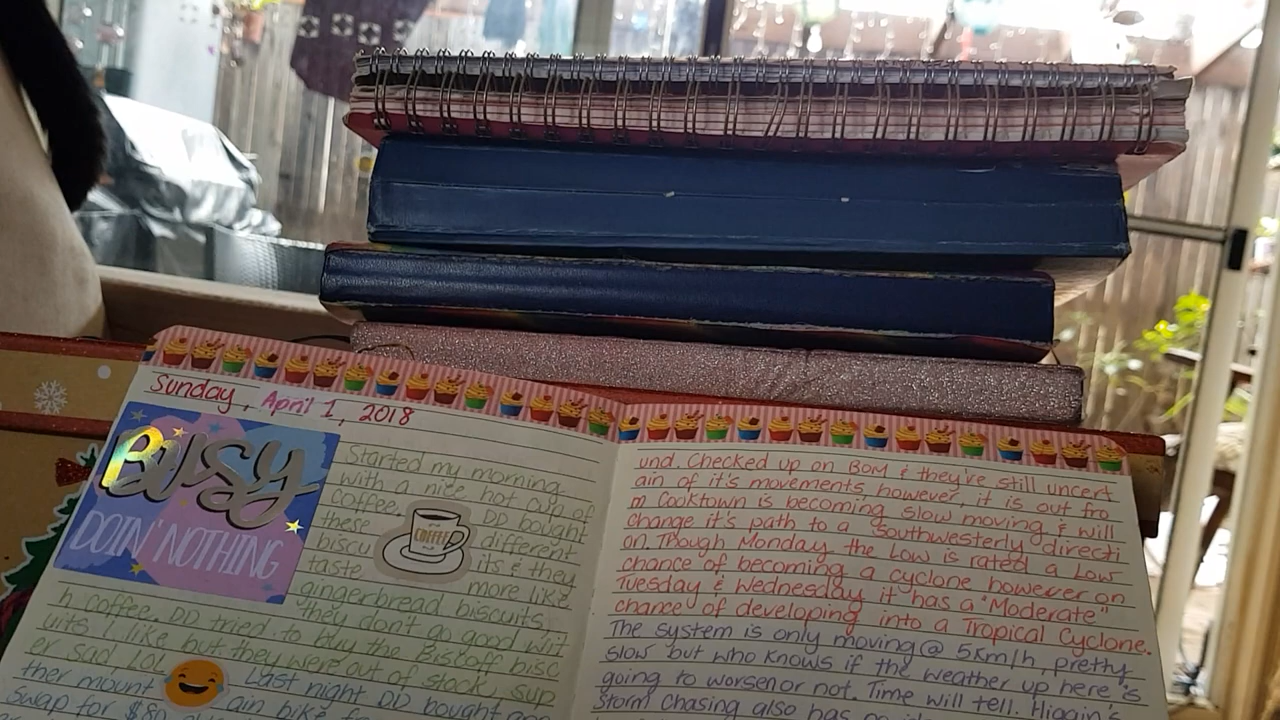 Sunday, April 1, 2018
BUSY
DOIN' NOTHING
Started my morning
with a nice hot cup of
coffee. DD bought
COFFEE
these different
biscu its & they
taste more like
gingerbread biscuits.
They don't go good wit
h coffee. DD tried to buy the Biscoff bisc
uits I like but they were out of stock, sup
er sad, LOL Last night DD bought ano
ther mount ain bike
Swap for $80
und. Checked up on BOM & they've still uncert
ain of it's movements, however, it is out fro
m Cooktown is becoming slow moving, & will
change it's path to a Southwesterly directi
on. Though Monday the Low is rated a Low
chance of becoming a cyclone however on
Tuesday & Wednesday it has a "Moderate"
chance of developing into a Tropical Cyclone.
The system is only moving @ 5Km/h, pretty
slow but who knows if the weather up here's
going to worsen or not. Time will tell. Higgin's
Storm Chasing also has no